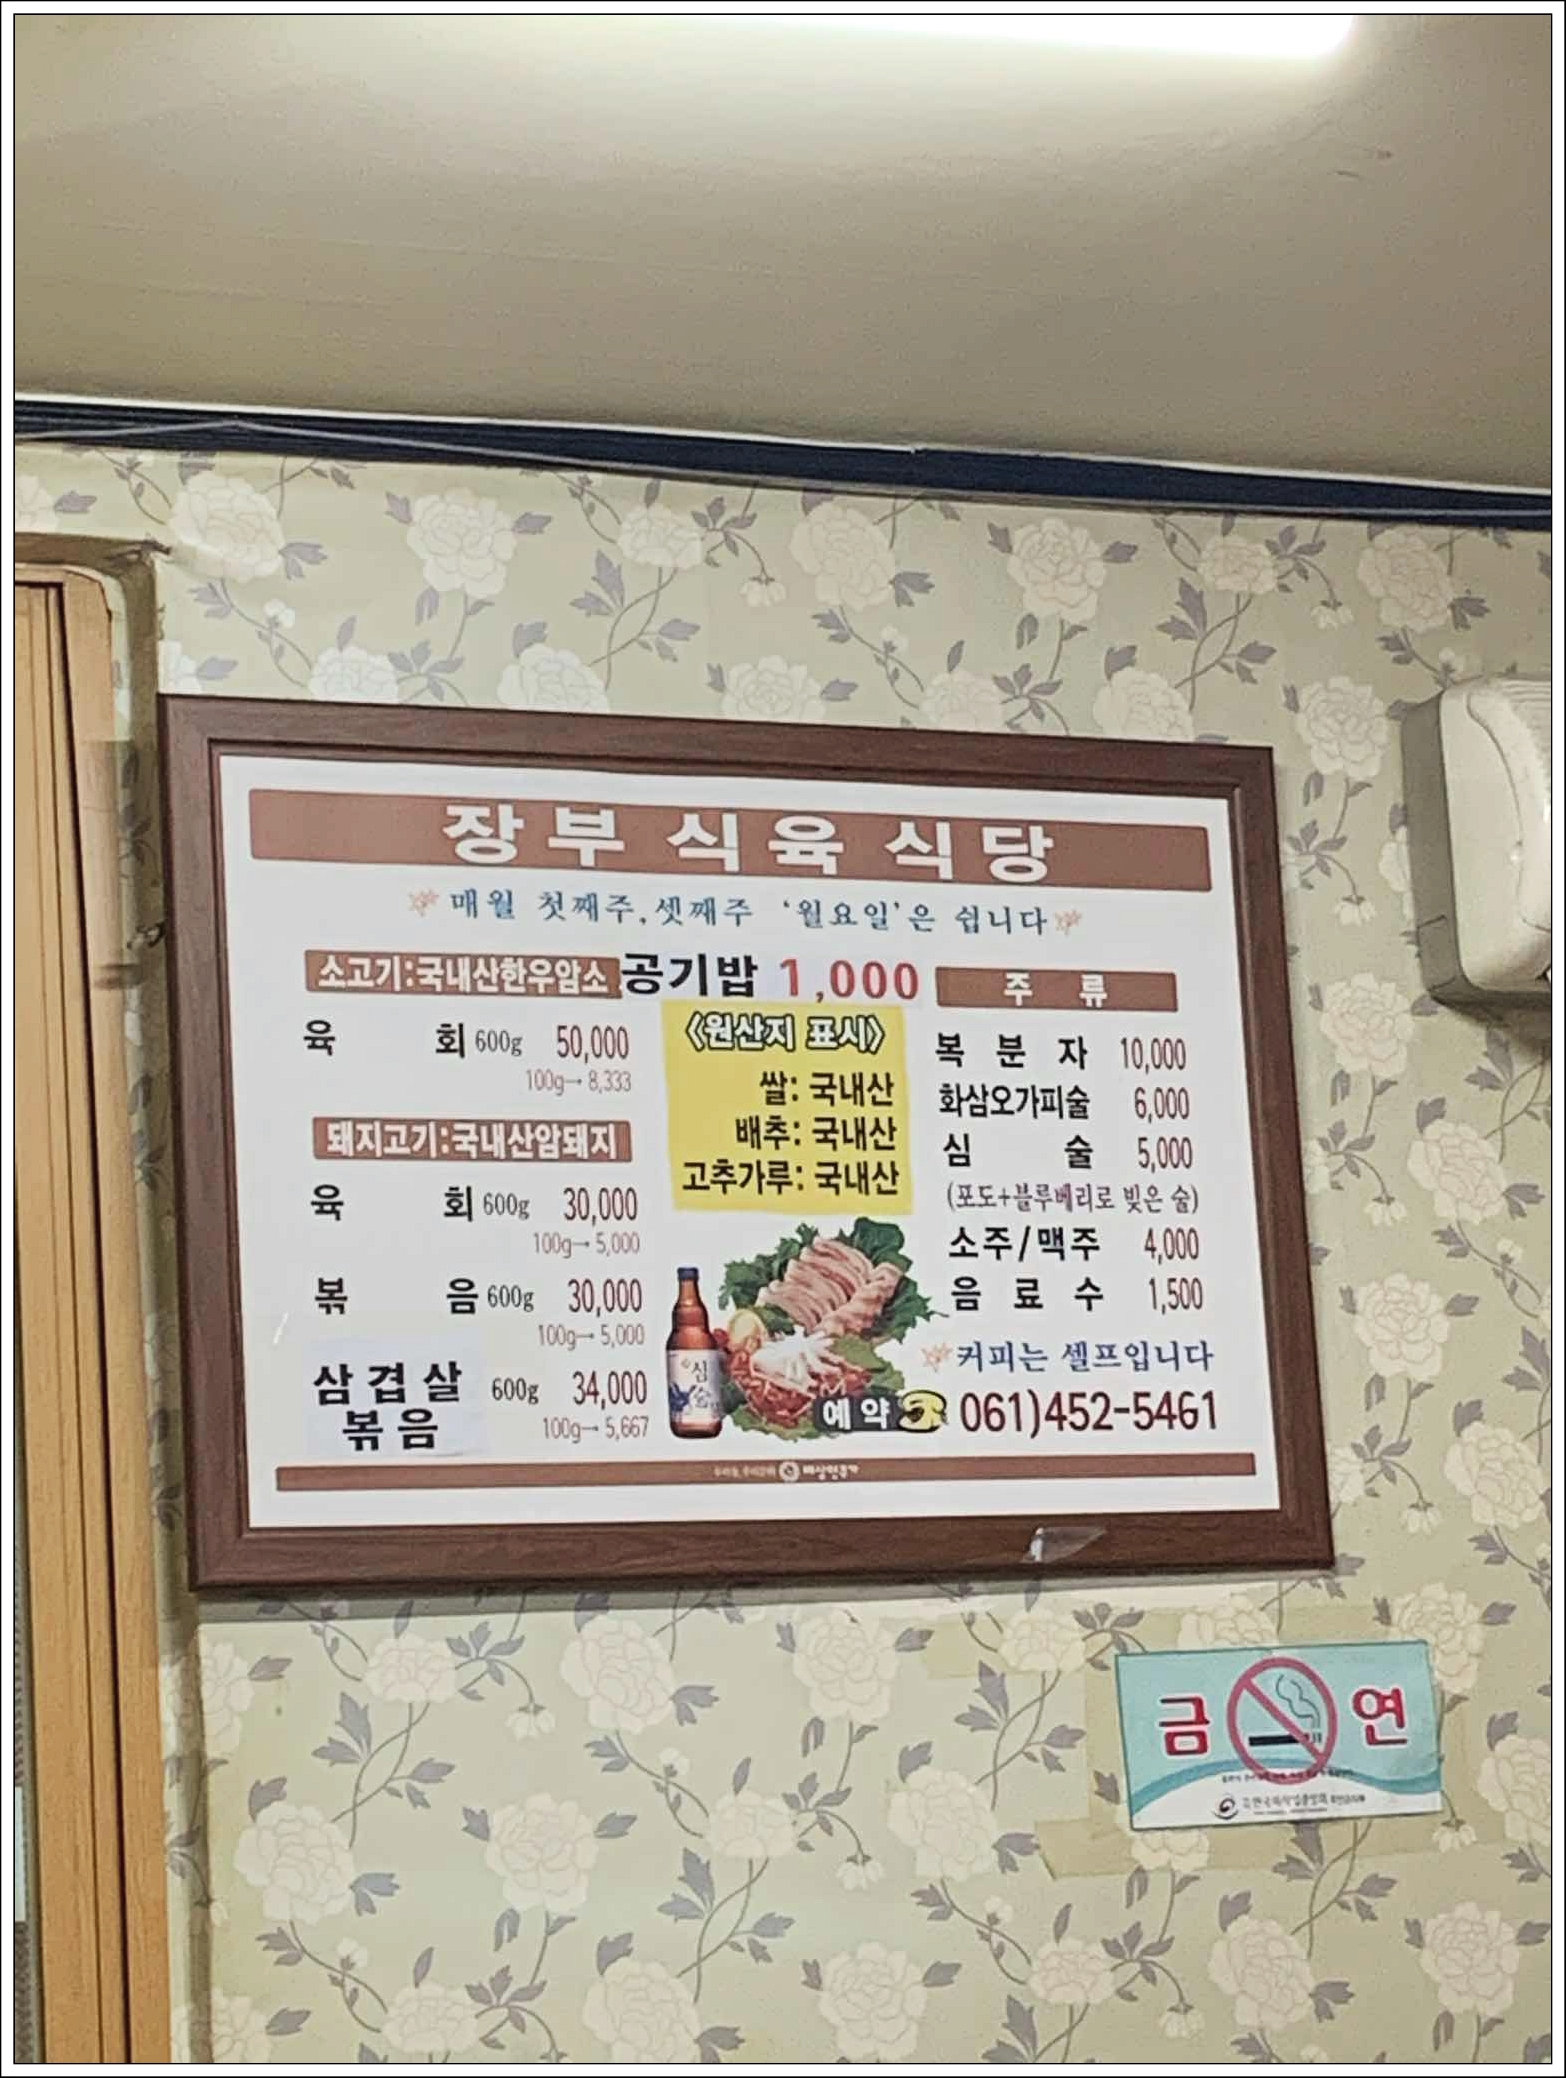 장부 식육 식당
매월 첫째주, 셋째주 '월요일'은 쉽니다
소고기:국내산한우암소
육 회 600g 50,000
100g→ 8,333
돼지고기:국내산암돼지
육 회 600g 30,000
100g→ 5,000
볶 음 600g 30,000
100g→ 5,000
삼겹살 600g 34,000
볶음 100g→ 5,667
공기밥 1,000
〈원산지 표시〉
쌀: 국내산
배추: 국내산
고추가루: 국내산
심술
주 류
복 분 자 10,000
화삼오가피술 6,000
심 술 5,000
(포도+블루베리로 빚은 술)
소주/맥주 4,000
음 료 수 1,500
커피는 셀프입니다
예약 061)452-5461
금연